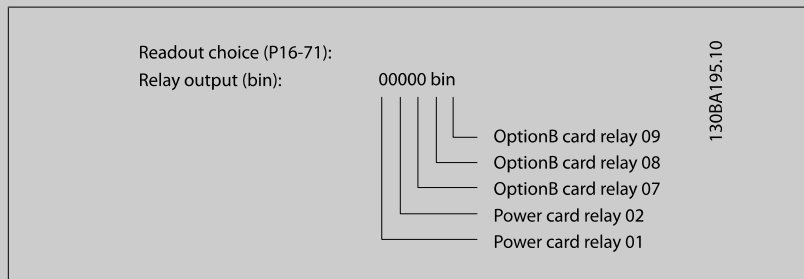 Readout choice (P16-71):
Relay output (bin): 00000 bin
OptionB card relay 09
OptionB card relay 08
OptionB card relay 07
Power card relay 02
Power card relay 01
130BA195.10